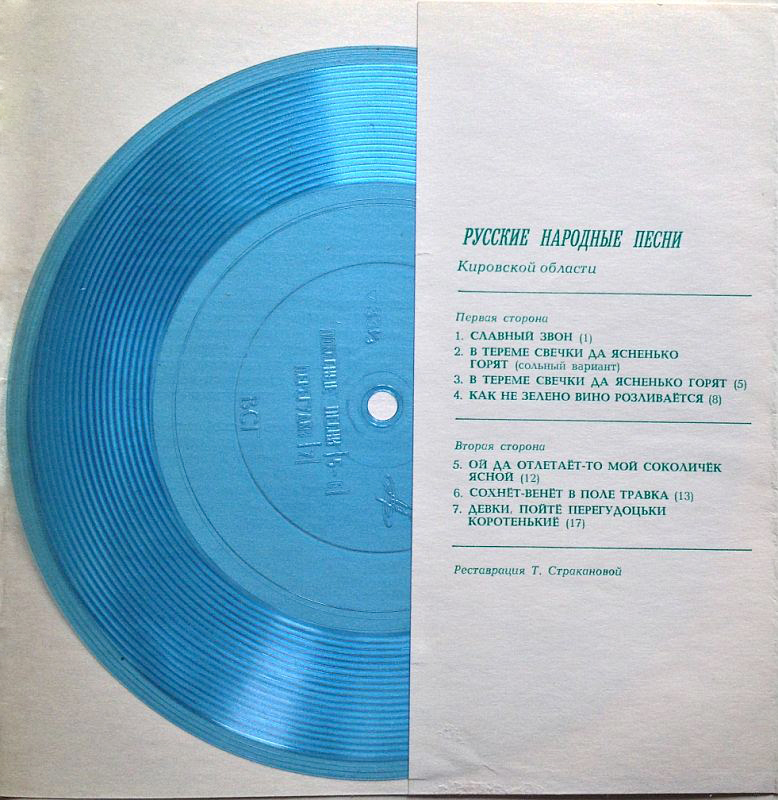 РУССКИЕ НАРОДНЫЕ ПЕСНИ
Кировской области
Первая сторона
1. СЛАВНЫЙ ЗВОН (1)
2. В ТЕРЕМЕ СВЕЧКИ ДА ЯСНЕНЬКО
ГОРЯТ (сольный вариант)
3. В ТЕРЕМЕ СВЕЧКИ ДА ЯСНЕНЬКО ГОРЯТ (5)
4. КАК НЕ ЗЕЛЕНО ВИНО РОЗЛИВАЁТСЯ (8)
Вторая сторона
5. ОЙ ДА ОТЛЕТАЁТ-ТО МОЙ СОКОЛИЧЁК
ЯСНОЙ (12)
6. СОХНЁТ-ВЕНЁТ В ПОЛЕ ТРАВКА (13)
7. ДЕВКИ, ПОЙТЁ ПЕРЕГУДОЦЬКИ
КОРОТЕНЬКИЁ (17)
Реставрация Т. Стракановой